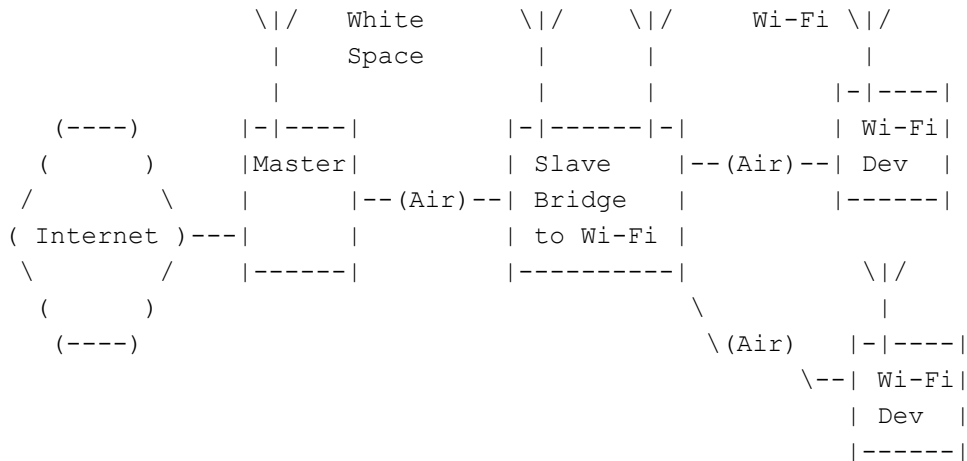 \|/    White           \|/    \|/     Wi-Fi \|/
                  |     Space            |      |              |
                  |                      |      |            |-|----|
   (----)       |-|----|               |-|------|-|          | Wi-Fi|
  (      )      |Master|               | Slave    |--(Air)--| Dev  |
 /        \     |      |--(Air)--| Bridge   |         |------|
( Internet )---|      |         | to Wi-Fi |
 \        /     |------|         |----------|            \|/
  (      )                                  \             |
   (----)                                    \(Air)    |-|----|
                                                  \--| Wi-Fi|
                                                     | Dev  |
                                                     |------|